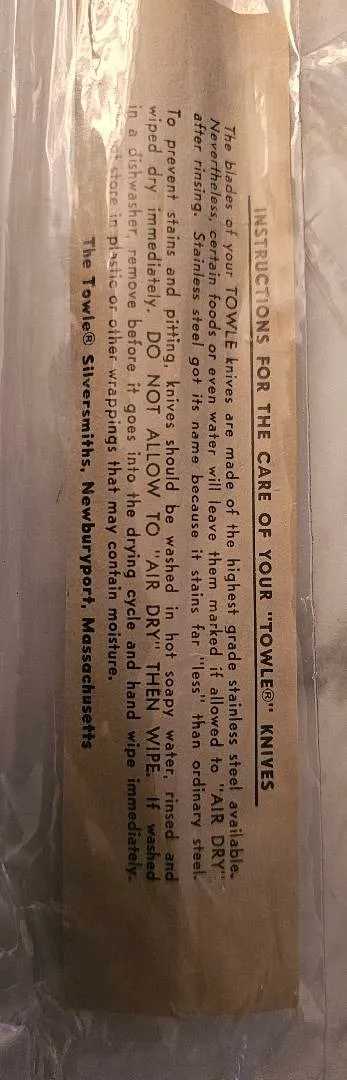 INSTRUCTIONS FOR THE CARE OF YOUR "TOWLE®" KNIVES
The blades of your TOWLE knives are made of the highest grade stainless steel available.
Nevertheless, certain foods or even water will leave them marked if allowed to "AIR DRY"
after rinsing. Stainless steel got its name because it stains far "less" than ordinary steel.
To prevent stains and pitting, knives should be washed in hot soapy water, rinsed and
wiped dry immediately. DO NOT ALLOW TO "AIR DRY" THEN WIPE. If washed
in a dishwasher, remove before it goes into the drying cycle and hand wipe immediately.
store in plastic or other wrappings that may contain moisture.
The Towle® Silversmiths, Newburyport, Massachusetts